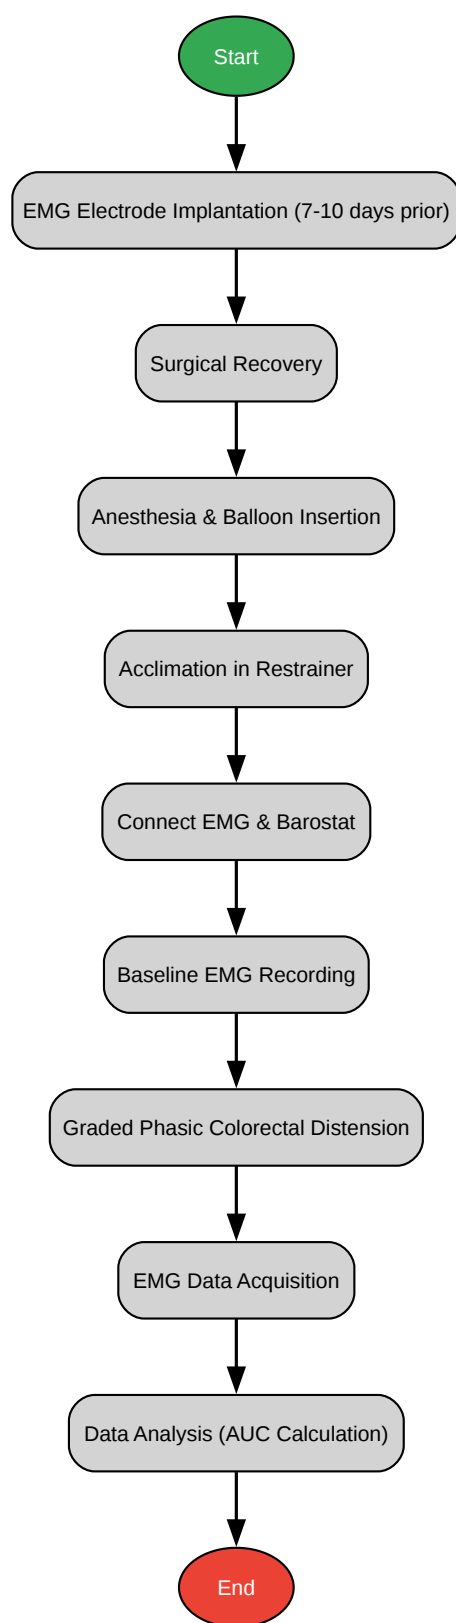 Start
EMG Electrode Implantation (7-10 days prior)
Surgical Recovery
Anesthesia & Balloon Insertion
Acclimation in Restrainer
Connect EMG & Barostat
Baseline EMG Recording
Graded Phasic Colorectal Distension
EMG Data Acquisition
Data Analysis (AUC Calculation)
End